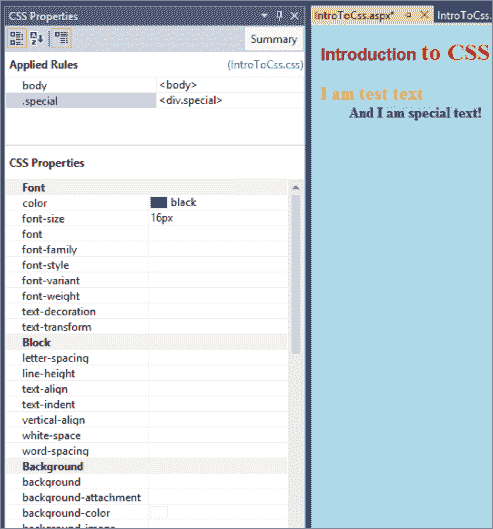 CSS Properties
Summary
Applied Rules (IntroToCss.css)
body <body>
.special <div.special>
CSS Properties
Font
color black
font-size 16px
font
font-family
font-style
font-variant
font-weight
text-decoration
text-transform
Block
letter-spacing
line-height
text-align
text-indent
vertical-align
white-space
word-spacing
Background
background
background-attachment
background-color
background-image
IntroToCss.aspx* IntroToCss.
Introduction to CSS
I am test text
And I am special text!